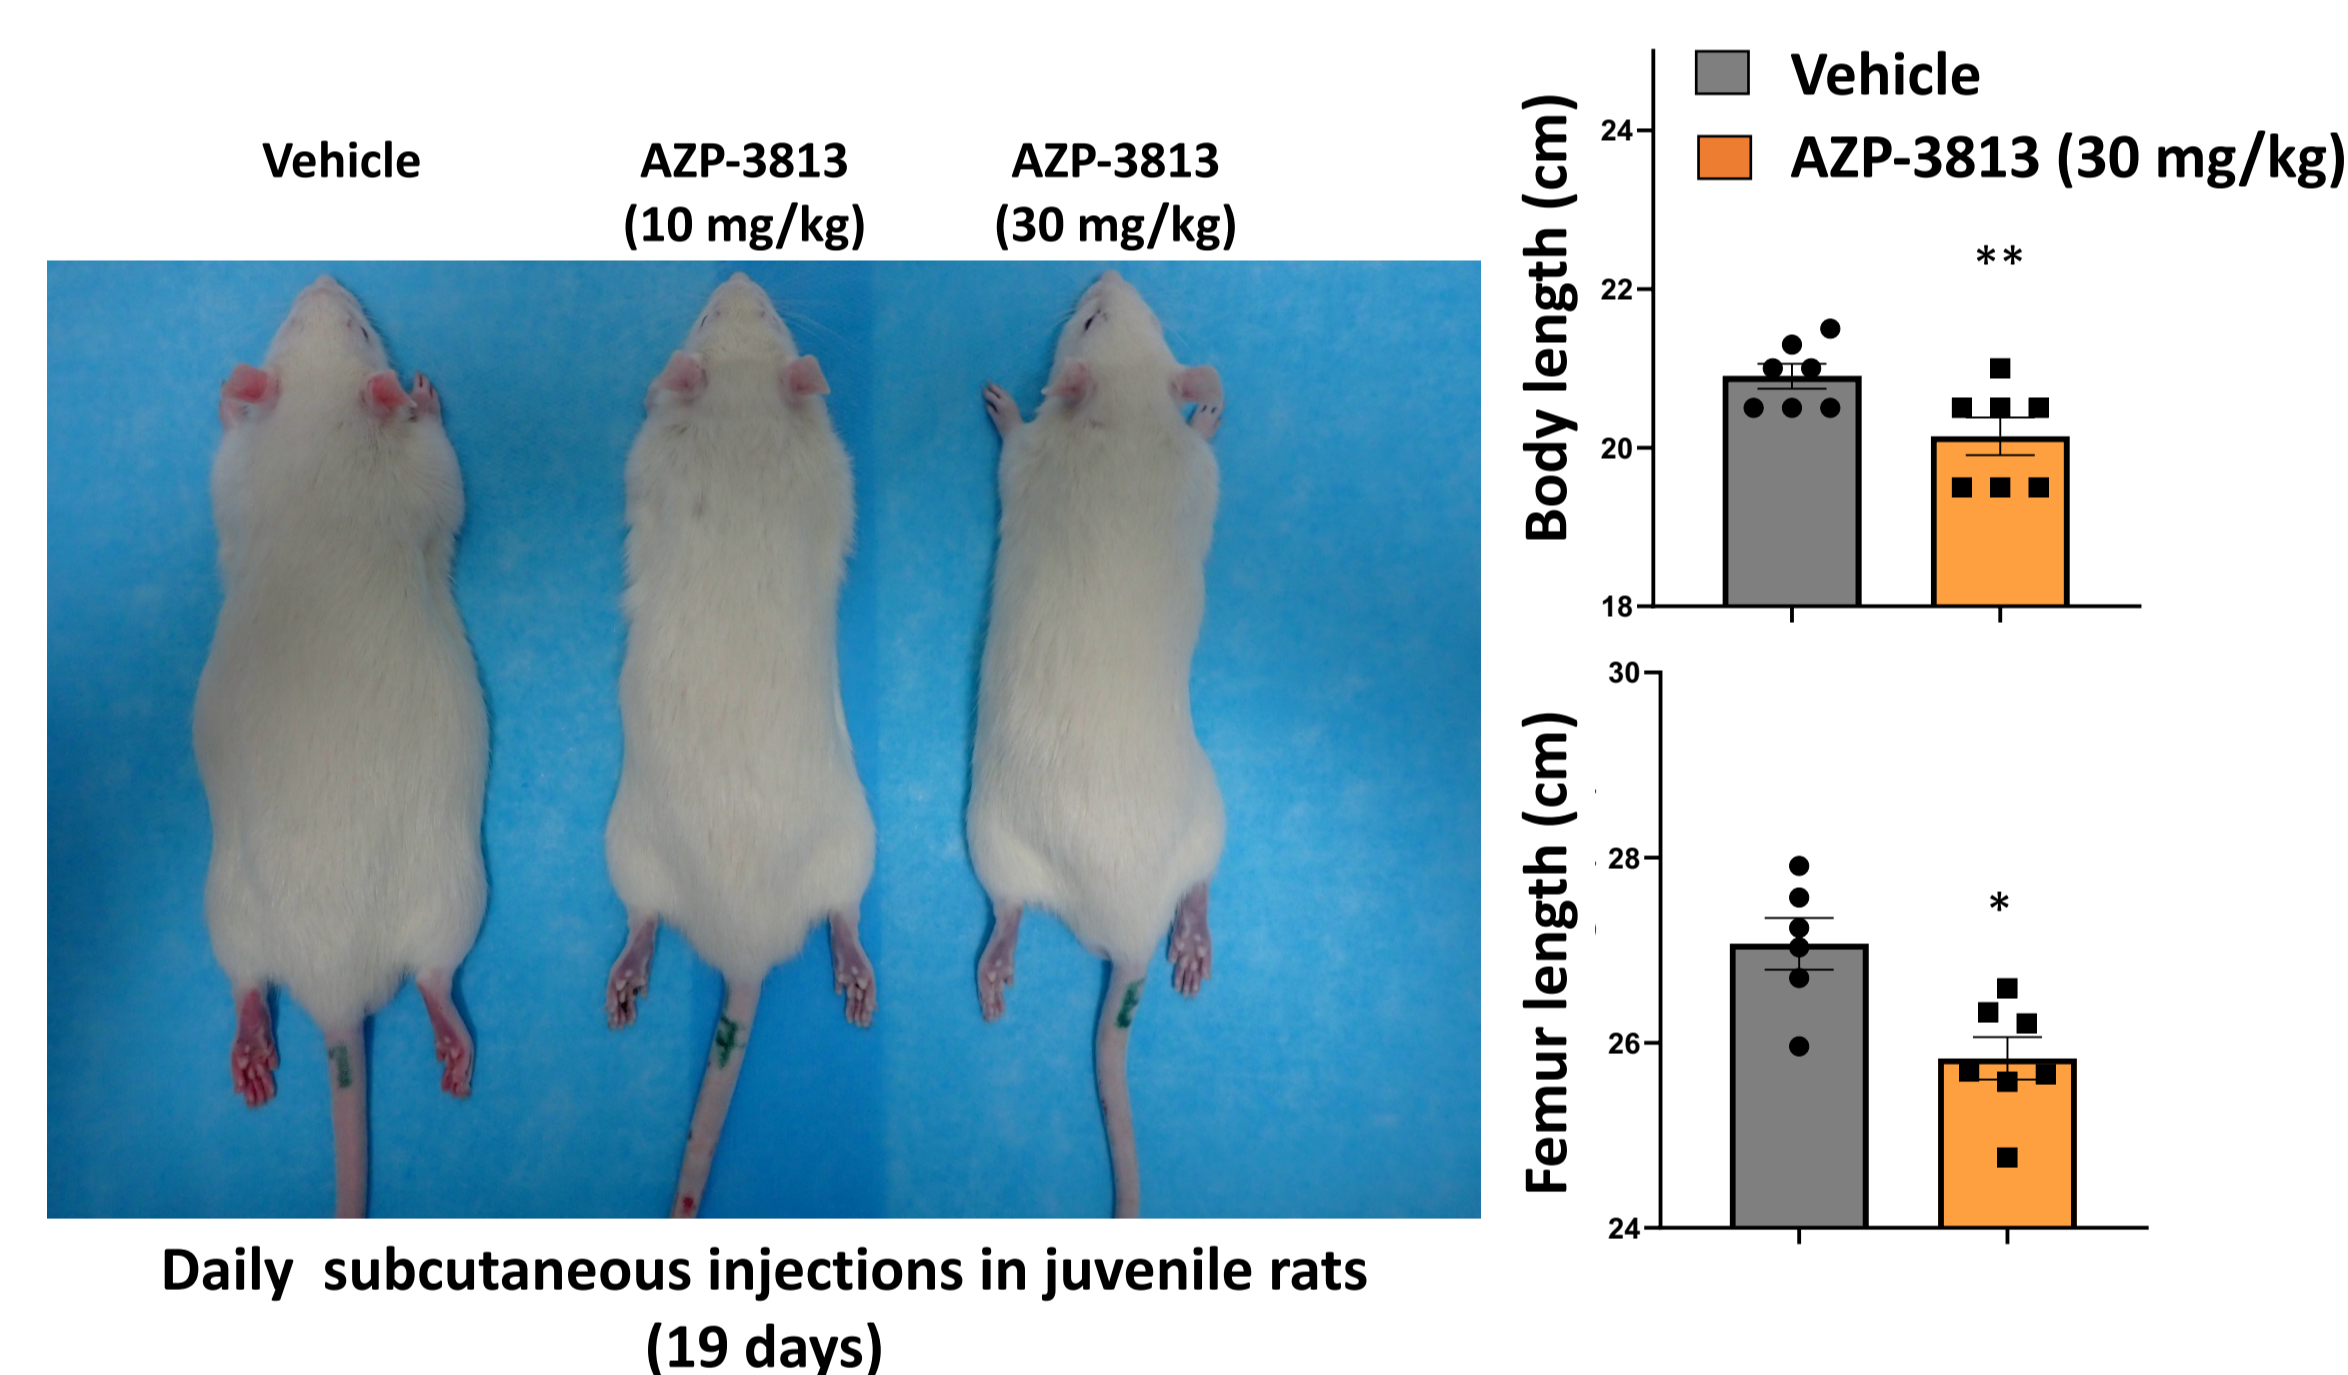 Vehicle
AZP-3813
(10 mg/kg)
AZP-3813
(30 mg/kg)
Daily  subcutaneous injections in juvenile rats
(19 days)
Vehicle
AZP-3813 (30 mg/kg)
Body length (cm)
24
22
20
18
**
Femur length (cm)
30
28
26
24
*